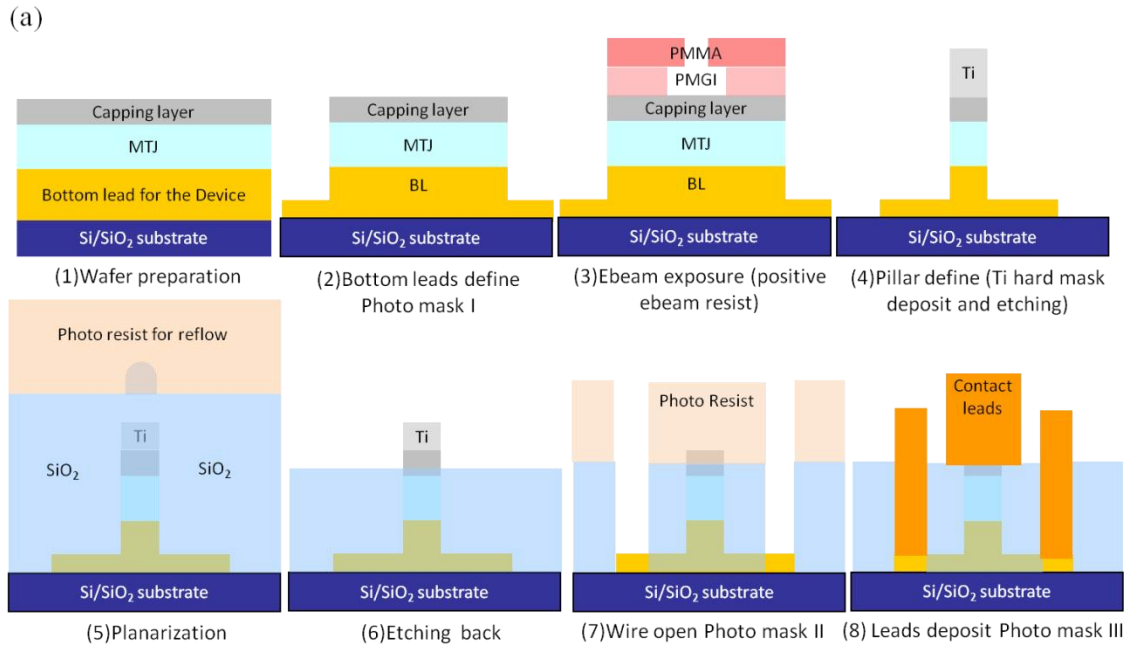 (a)
Capping layer
MTJ
Bottom lead for the Device
Si/SiO₂ substrate
(1)Wafer preparation
Capping layer
MTJ
BL
Si/SiO₂ substrate
(2)Bottom leads define
Photo mask I
PMMA
PMGI
Capping layer
MTJ
BL
Si/SiO₂ substrate
(3)Ebeam exposure (positive
ebeam resist)
Ti
Si/SiO₂ substrate
(4)Pillar define (Ti hard mask
deposit and etching)
Photo resist for reflow
Ti
SiO₂
SiO₂
Si/SiO₂ substrate
(5)Planarization
Ti
Si/SiO₂ substrate
(6)Etching back
Photo Resist
Si/SiO₂ substrate
(7)Wire open Photo mask II
Contact
leads
Si/SiO₂ substrate
(8) Leads deposit Photo mask III